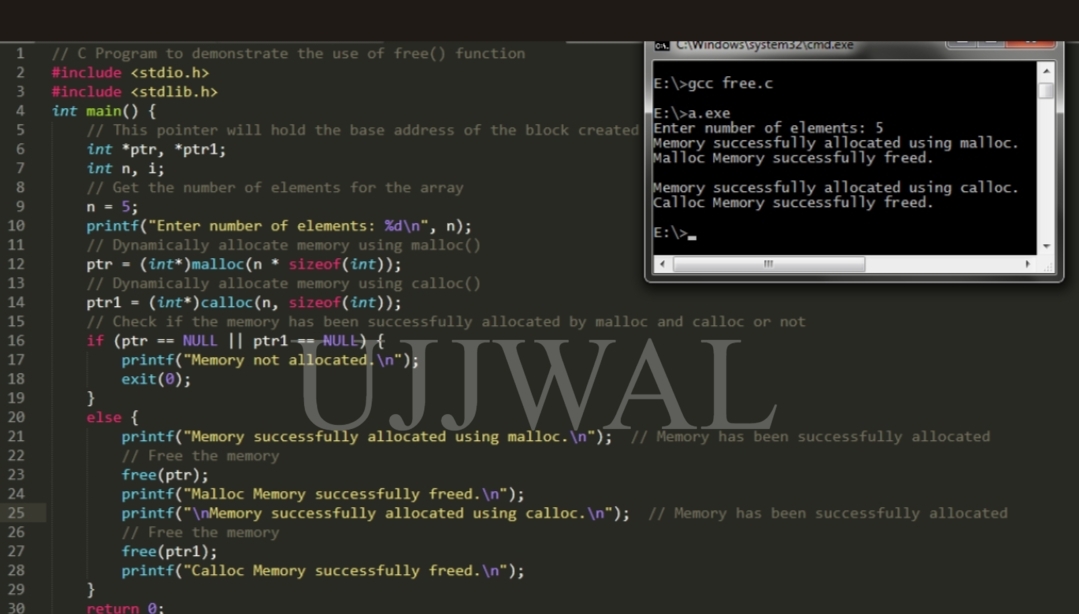 1 // C Program to demonstrate the use of free() function
2 #include <stdio.h>
3 #include <stdlib.h>
4 int main() {
5 // This pointer will hold the base address of the block created
6 int *ptr, *ptr1;
7 int n, i;
8 // Get the number of elements for the array
9 n = 5;
10 printf("Enter number of elements: %d\n", n);
11 // Dynamically allocate memory using malloc()
12 ptr = (int*)malloc(n * sizeof(int));
13 // Dynamically allocate memory using calloc()
14 ptr1 = (int*)calloc(n, sizeof(int));
15 // Check if the memory has been successfully allocated by malloc and calloc or not
16 if (ptr == NULL || ptr1 == NULL) {
17 printf("Memory not allocated.\n");
18 exit(0);
19 }
20 else {
21 printf("Memory successfully allocated using malloc.\n"); // Memory has been successfully allocated
22 // Free the memory
23 free(ptr);
24 printf("Malloc Memory successfully freed.\n");
25 printf("\nMemory successfully allocated using calloc.\n"); // Memory has been successfully allocated
26 // Free the memory
27 free(ptr1);
28 printf("Calloc Memory successfully freed.\n");
29 }
30 return 0;
C:\Windows\system32\cmd.exe
E:\>gcc free.c
E:\>a.exe
Enter number of elements: 5
Memory successfully allocated using malloc.
Malloc Memory successfully freed.
Memory successfully allocated using calloc.
Calloc Memory successfully freed.
E:\>_
UJJWAL